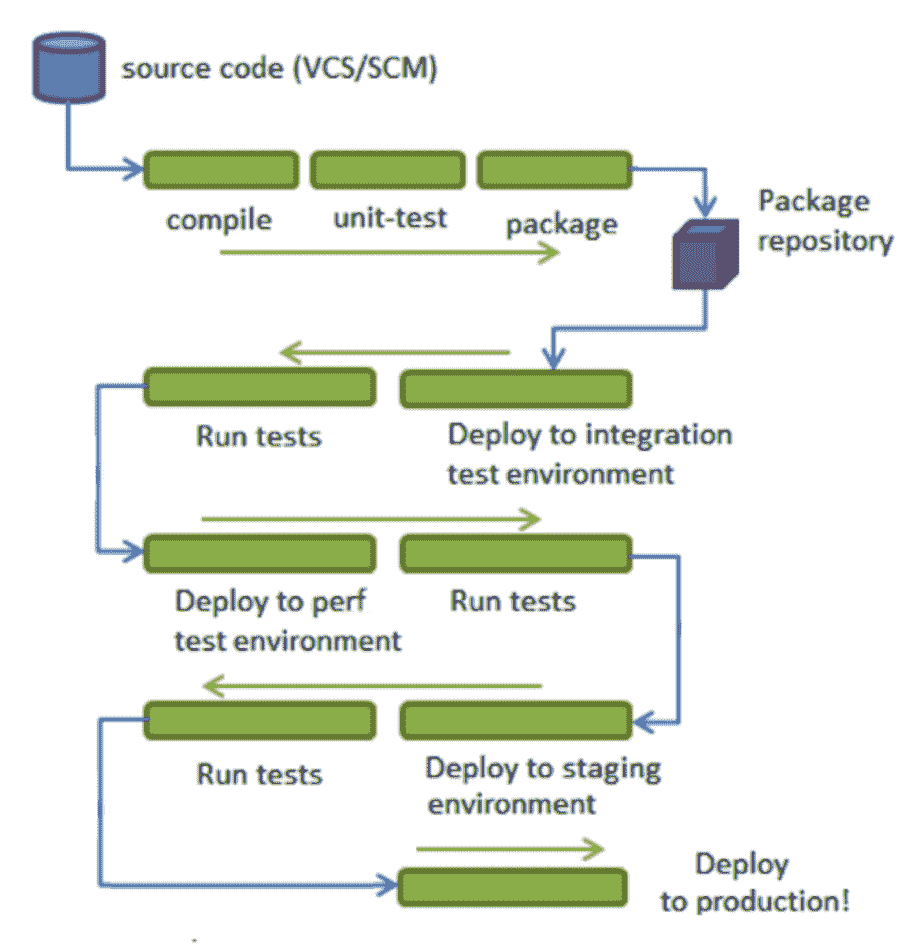 source code (VCS/SCM)
compile
unit-test
package
Package
repository
Run tests
Deploy to integration
test environment
Deploy to perf
test environment
Run tests
Run tests
Deploy to staging
environment
Deploy
to production!